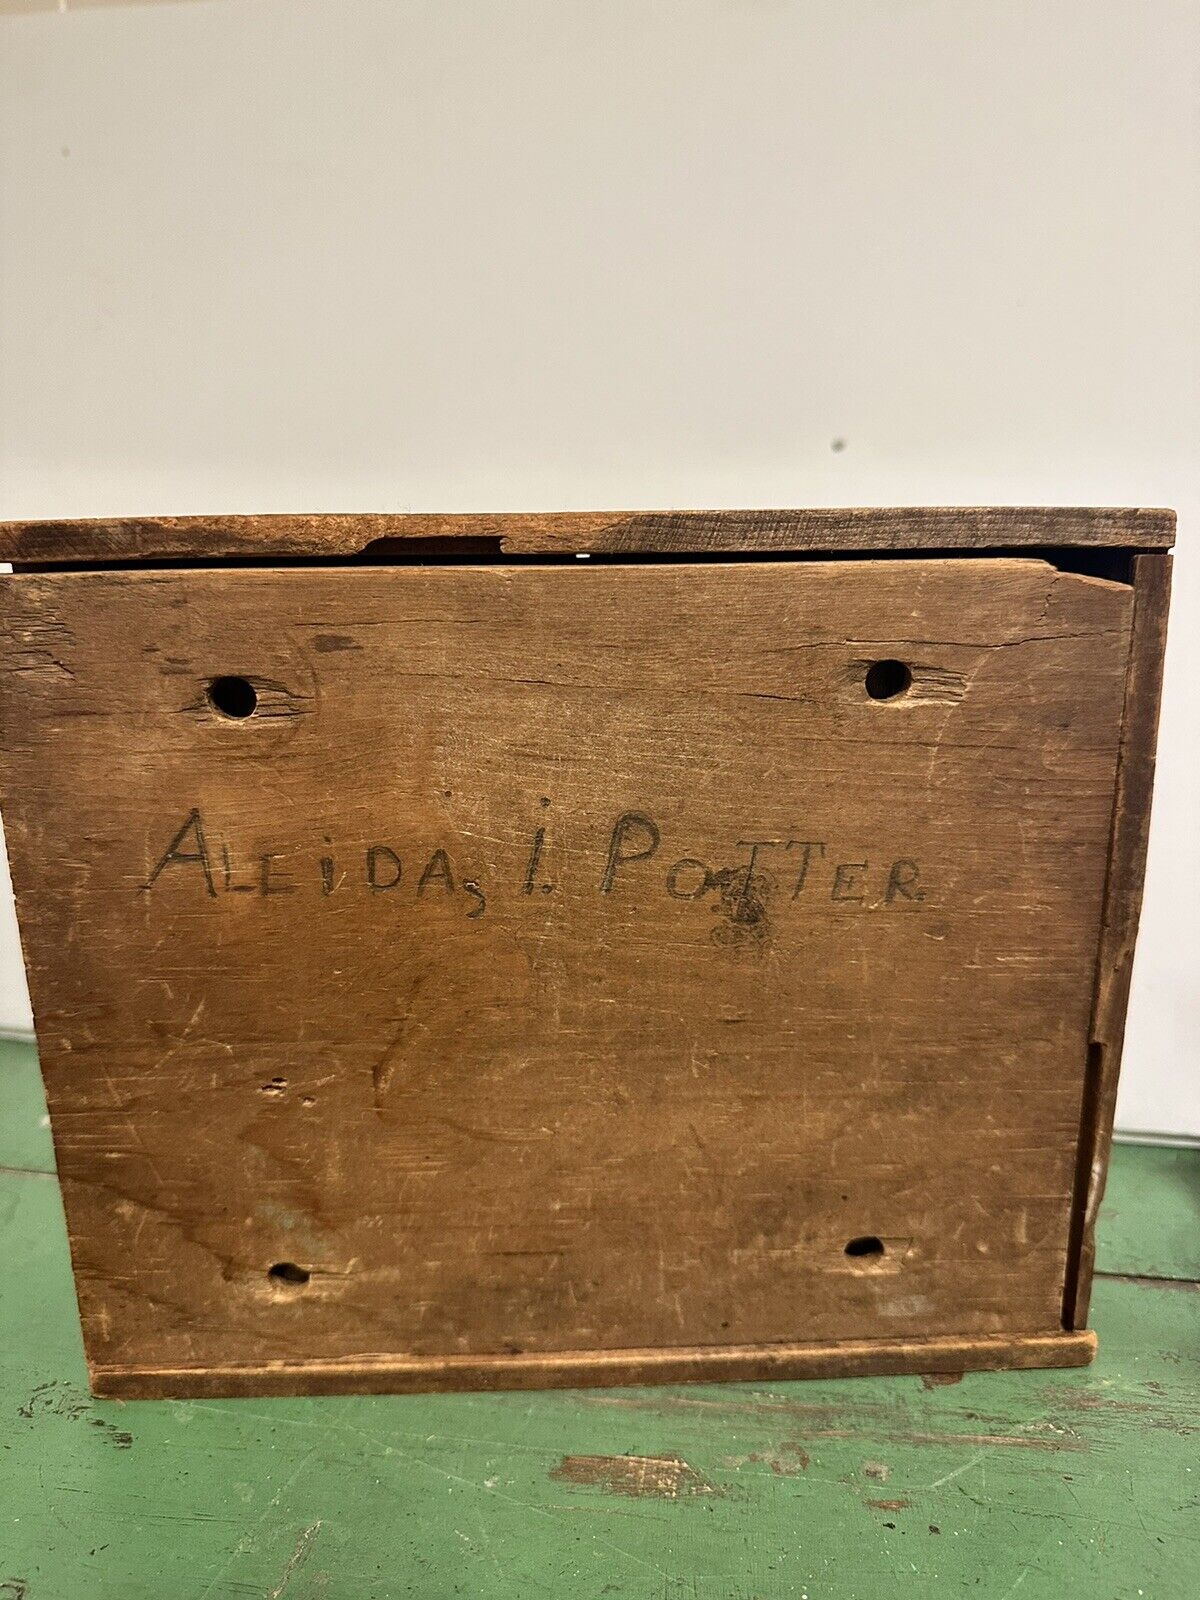 ALEiDA, i. POTTER